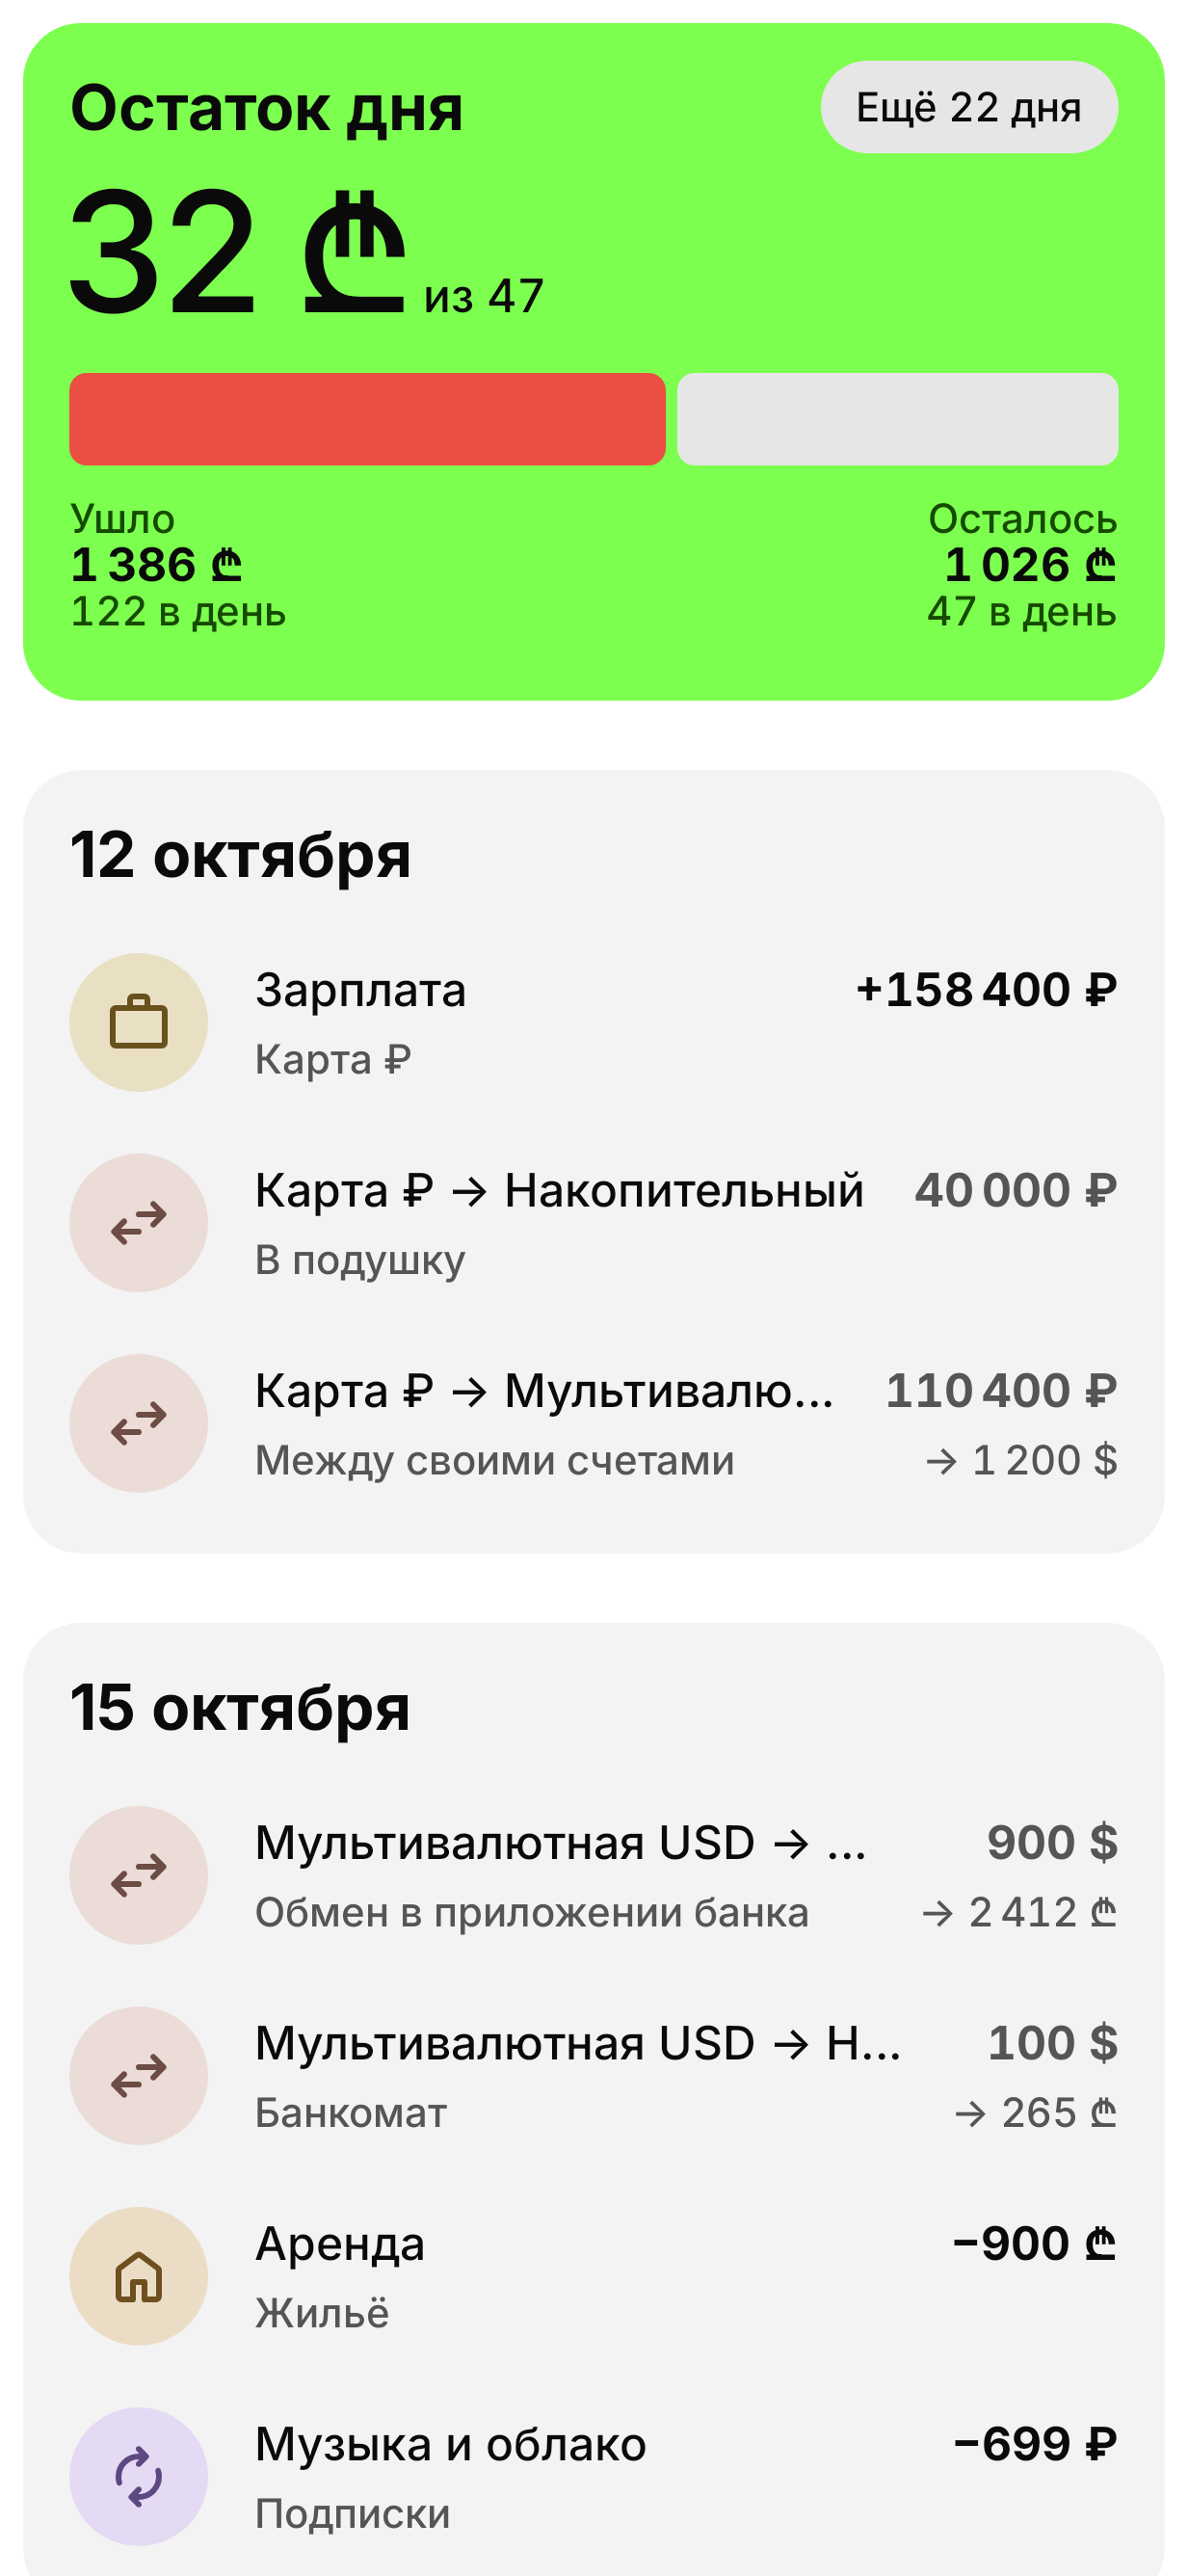 Остаток дня
Ещё 22 дня
32 ₾ из 47
Ушло
Осталось
1 386 ₾
1 026 ₾
122 в день
47 в день
12 октября
Зарплата
+158 400 ₽
Карта ₽
Карта ₽ → Накопительный
40 000 ₽
В подушку
Карта ₽ → Мультивалю...
110 400 ₽
Между своими счетами
→ 1 200 $
15 октября
Мультивалютная USD → ...
900 $
Обмен в приложении банка
→ 2 412 ₾
Мультивалютная USD → Н...
100 $
Банкомат
→ 265 ₾
Аренда
−900 ₾
Жильё
Музыка и облако
−699 ₽
Подписки